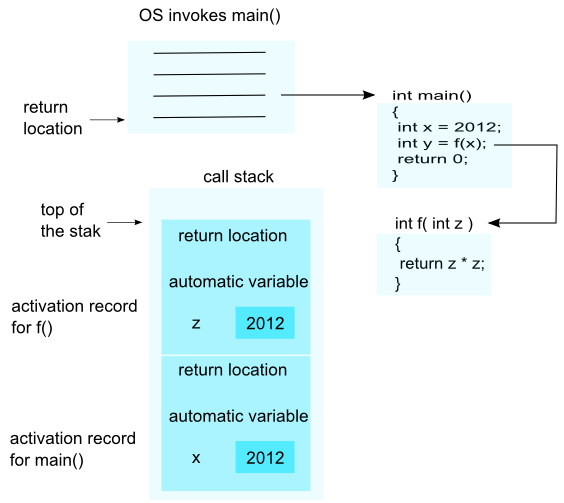 OS invokes main()
return
location
int main()
{
int x = 2012;
int y = f(x);
return 0;
}
call stack
top of
the stak
int f( int z )
{
return z * z;
}
return location
automatic variable
activation record
for f()
z 2012
return location
automatic variable
activation record
for main()
x 2012